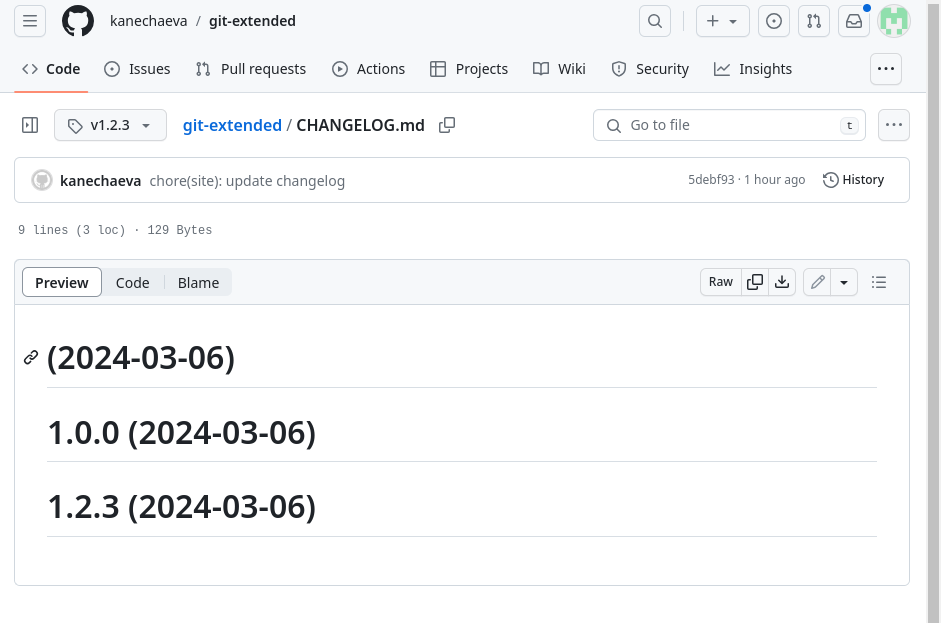 kanechaeva / git-extended
Code Issues Pull requests Actions Projects Wiki Security Insights
v1.2.3 git-extended / CHANGELOG.md Go to file t
kanechaeva chore(site): update changelog 5debf93 · 1 hour ago History
9 lines (3 loc) · 129 Bytes
Preview Code Blame Raw
(2024-03-06)
1.0.0 (2024-03-06)
1.2.3 (2024-03-06)